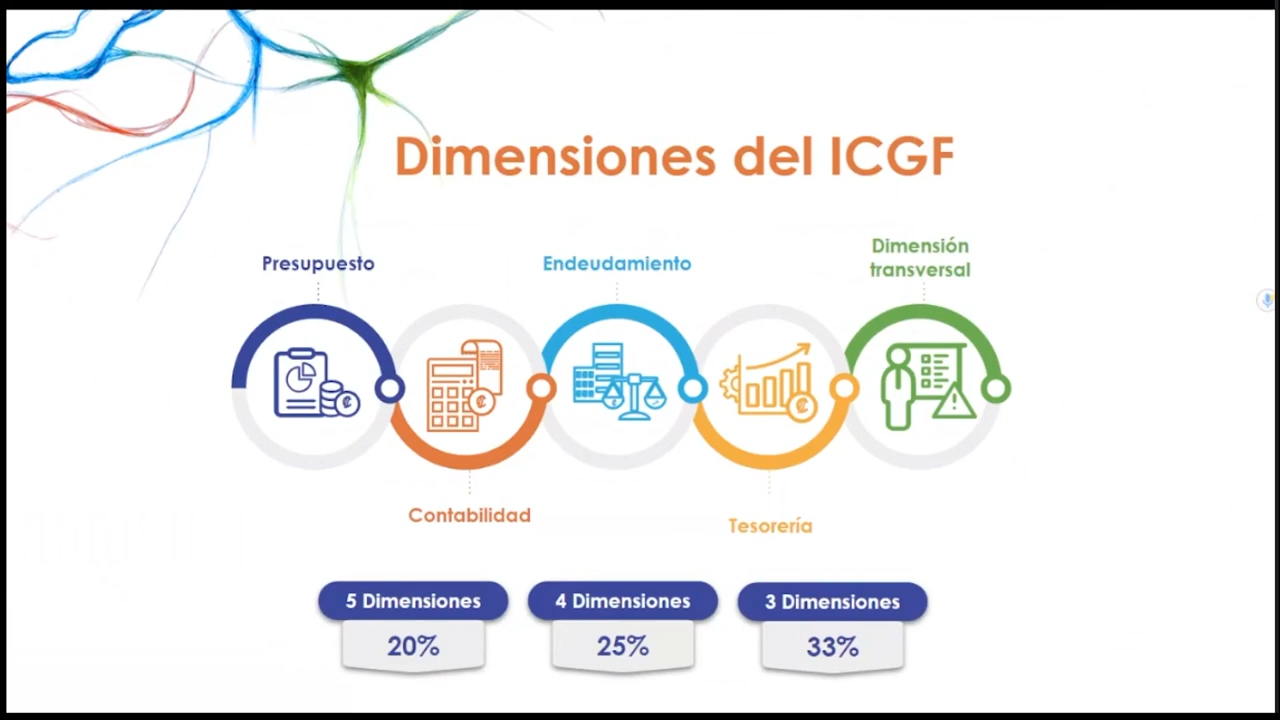 Dimensiones del ICGF
Presupuesto
Endeudamiento
Dimensión
transversal
Contabilidad
Tesorería
5 Dimensiones
20%
4 Dimensiones
25%
3 Dimensiones
33%